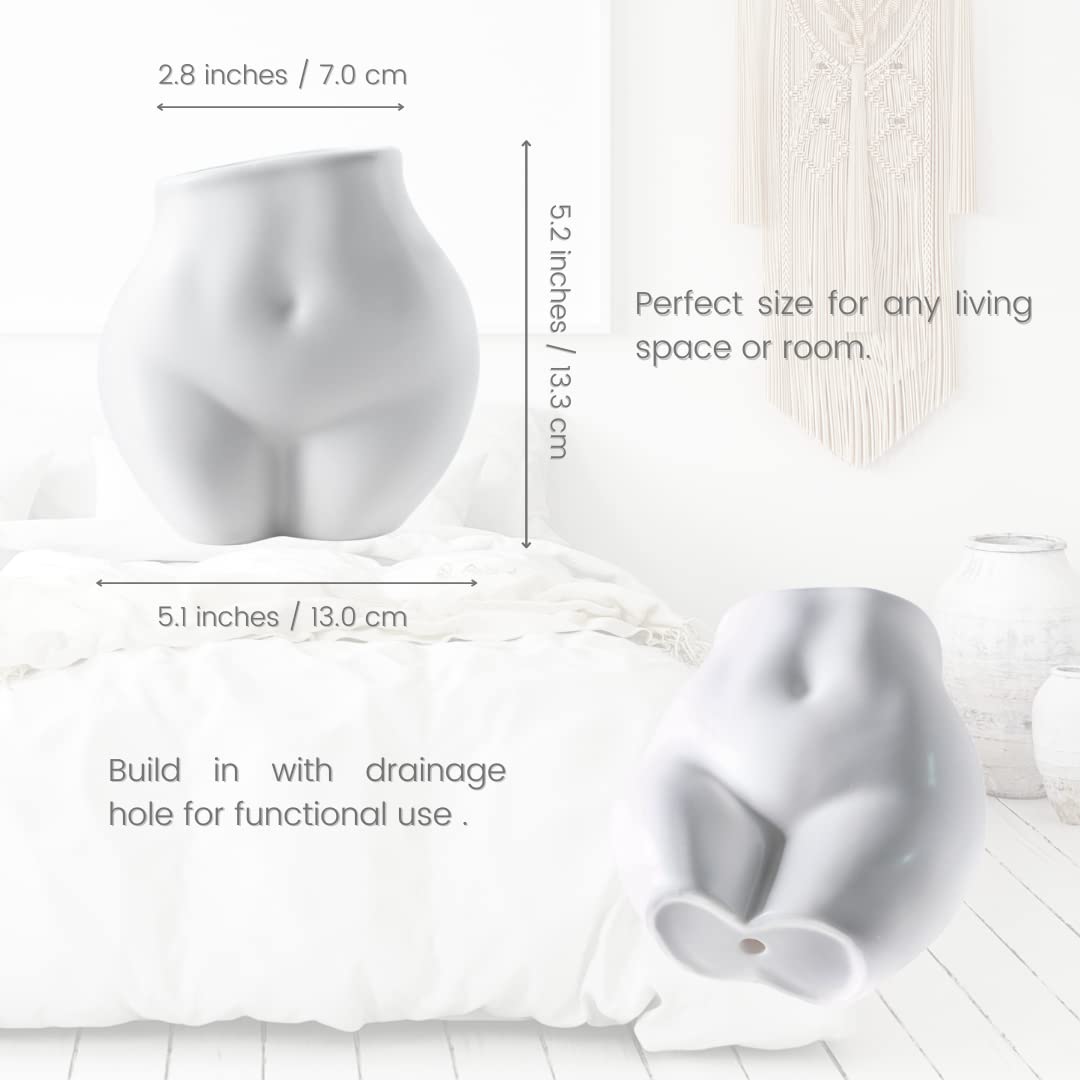 2.8 inches / 7.0 cm
5.2 inches / 13.3 cm
Perfect size for any living
space or room.
5.1 inches / 13.0 cm
Build in with drainage
hole for functional use .